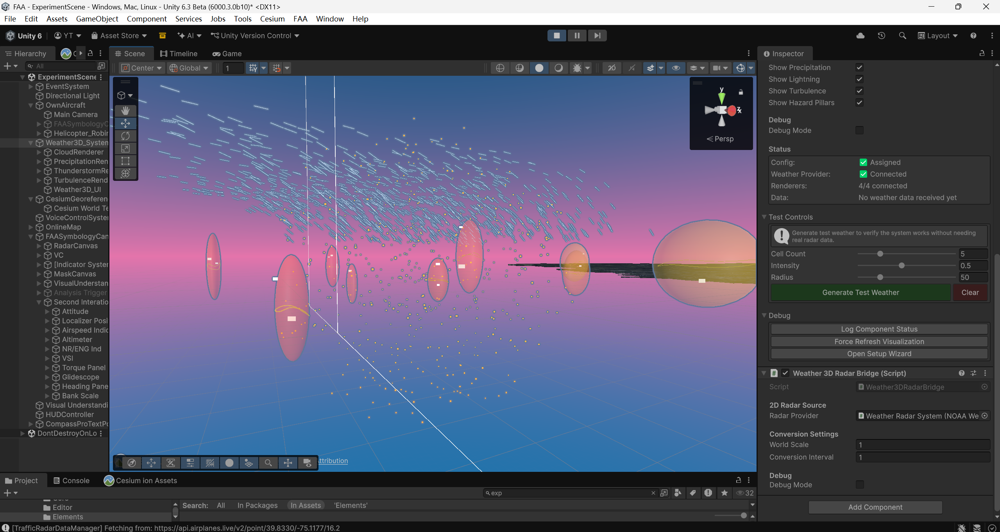 FAA - ExperimentScene - Windows, Mac, Linux - Unity 6.3 Beta (6000.3.0b10)* <DX11>
File Edit Assets GameObject Component Services Jobs Tools Cesium FAA Window Help
Unity 6 YT Asset Store AI Unity Version Control Layout
Hierarchy C
All
ExperimentScene
EventSystem
Directional Light
OwnAircraft
Main Camera
FAASymbologyC
Helicopter_Robin
Weather3D_System
CloudRenderer
PrecipitationRen
ThunderstormRe
TurbulenceRend
Weather3D_UI
CesiumGeoreferen
Cesium World Te
VoiceControlSyster
OnlineMap
FAASymbologyCan
RadarCanvas
VC
[Indicator System
MaskCanvas
VisualUnderstan
Analysis Trigger
Second Interatio
Attitude
Localizer Posi
Airspeed Indic
Altimeter
NR/ENG Ind
VSI
Torque Panel
Glidescope
Heading Pane
Bank Scale
Visual Understandi
HUDController
CompassProTextPo
DontDestroyOnLo
Scene Timeline Game
Center Global 1
2D
y
z
x
Persp
ttribution
Inspector
Show Precipitation
Show Lightning
Show Turbulence
Show Hazard Pillars
Debug
Debug Mode
Status
Config: Assigned
Weather Provider: Connected
Renderers: 4/4 connected
Data: No weather data received yet
Test Controls
Generate test weather to verify the system works without needing
real radar data.
Cell Count 5
Intensity 0.5
Radius 50
Generate Test Weather Clear
Debug
Log Component Status
Force Refresh Visualization
Open Setup Wizard
# Weather 3D Radar Bridge (Script)
Script Weather3DRadarBridge
2D Radar Source
Radar Provider Weather Radar System (NOAA We
Conversion Settings
World Scale 1
Conversion Interval 1
Debug
Debug Mode
Add Component
Project Console Cesium ion Assets
exp 32
Editor
Elements
Search: All In Packages In Assets 'Elements'
[TrafficRadarDataManager] Fetching from: https://api.airplanes.live/v2/point/39.8330/-75.1177/16.2